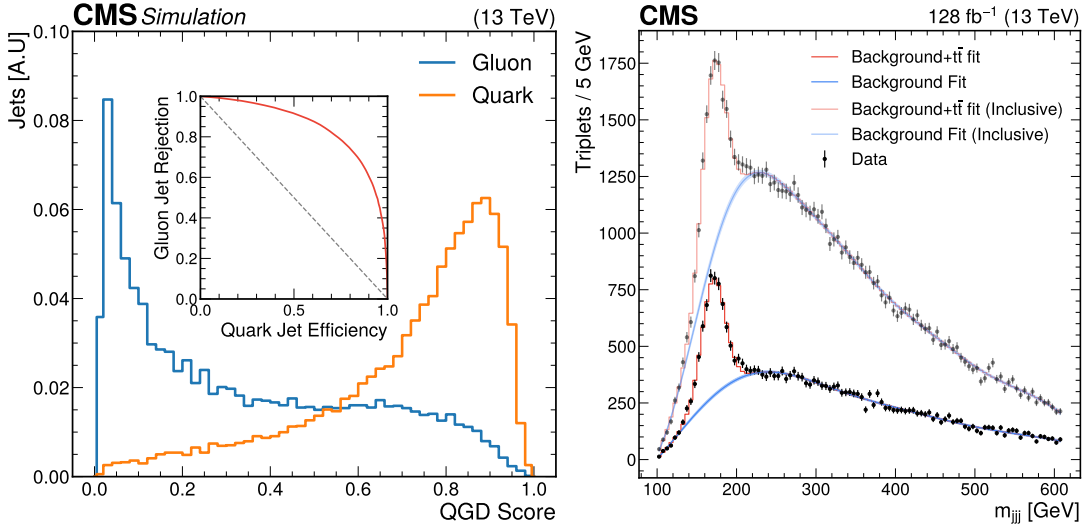 CMS Simulation (13 TeV)
Jets [A.U]
0.10
0.08
0.06
0.04
0.02
0.00
0.0 0.2 0.4 0.6 0.8 1.0
QGD Score
Gluon
Quark
Gluon Jet Rejection
1.0
0.8
0.6
0.4
0.2
0.0
0.0 0.5 1.0
Quark Jet Efficiency
CMS 128 fb⁻¹ (13 TeV)
Triplets / 5 GeV
1750
1500
1250
1000
750
500
250
0
100 200 300 400 500 600
m_jjj [GeV]
Background+tt̄ fit
Background Fit
Background+tt̄ fit (Inclusive)
Background Fit (Inclusive)
Data